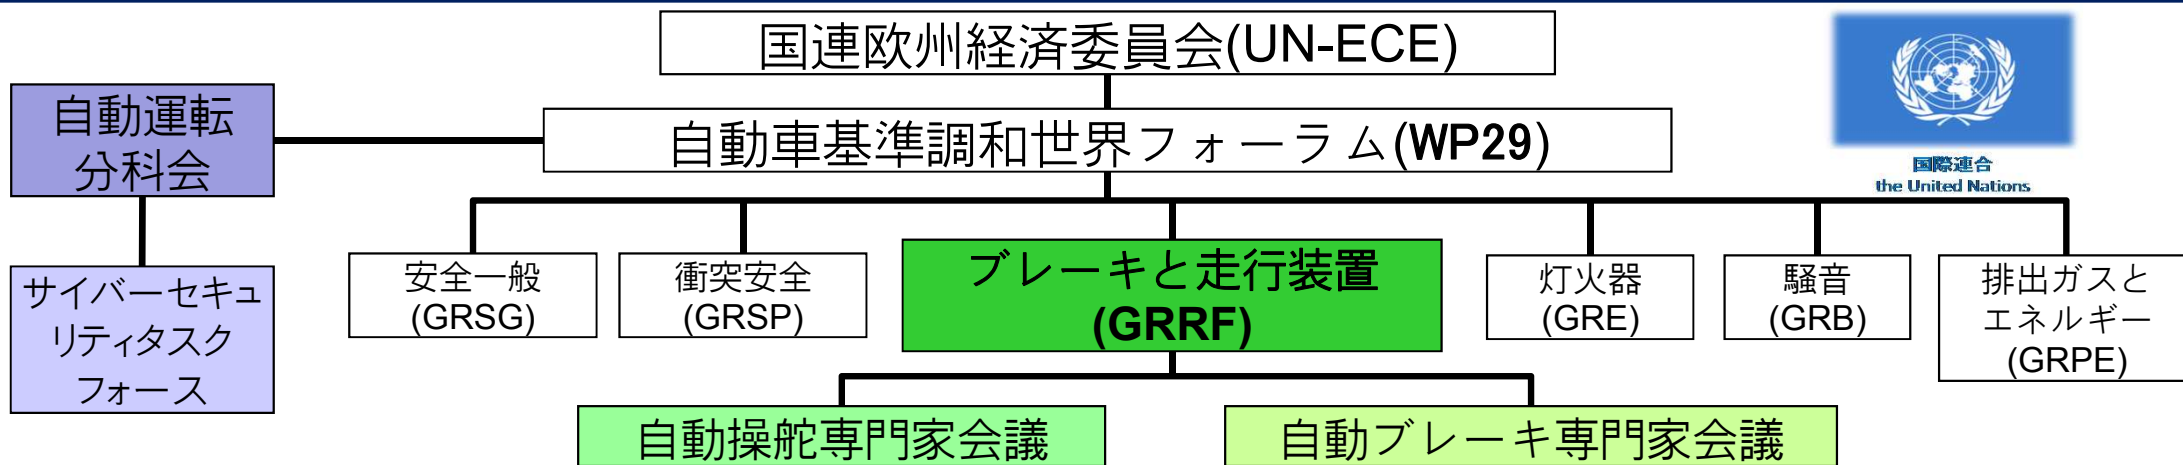 国連欧州経済委員会(UN-ECE)
自動運転
分科会
自動車基準調和世界フォーラム(WP29)
国際連合
the United Nations
サイバーセキュ
リティタスク
フォース
安全一般
(GRSG)
衝突安全
(GRSP)
ブレーキと走行装置
(GRRF)
灯火器
(GRE)
騒音
(GRB)
排出ガスと
エネルギー
(GRPE)
自動操舵専門家会議
自動ブレーキ専門家会議